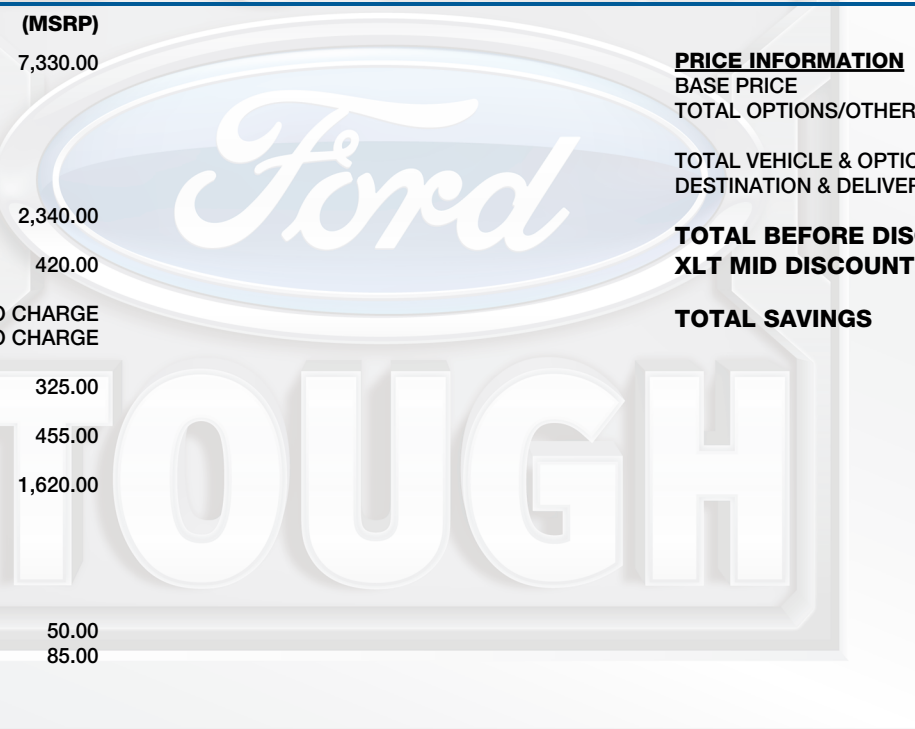 (MSRP)
7,330.00
2,340.00
420.00
CHARGE
CHARGE
325.00
455.00
1,620.00
50.00
85.00
PRICE INFORMATION
BASE PRICE
TOTAL OPTIONS/OTHER
TOTAL VEHICLE & OPTIO
DESTINATION & DELIVER
TOTAL BEFORE DIS
XLT MID DISCOUNT
TOTAL SAVINGS
Ford
TOUGH